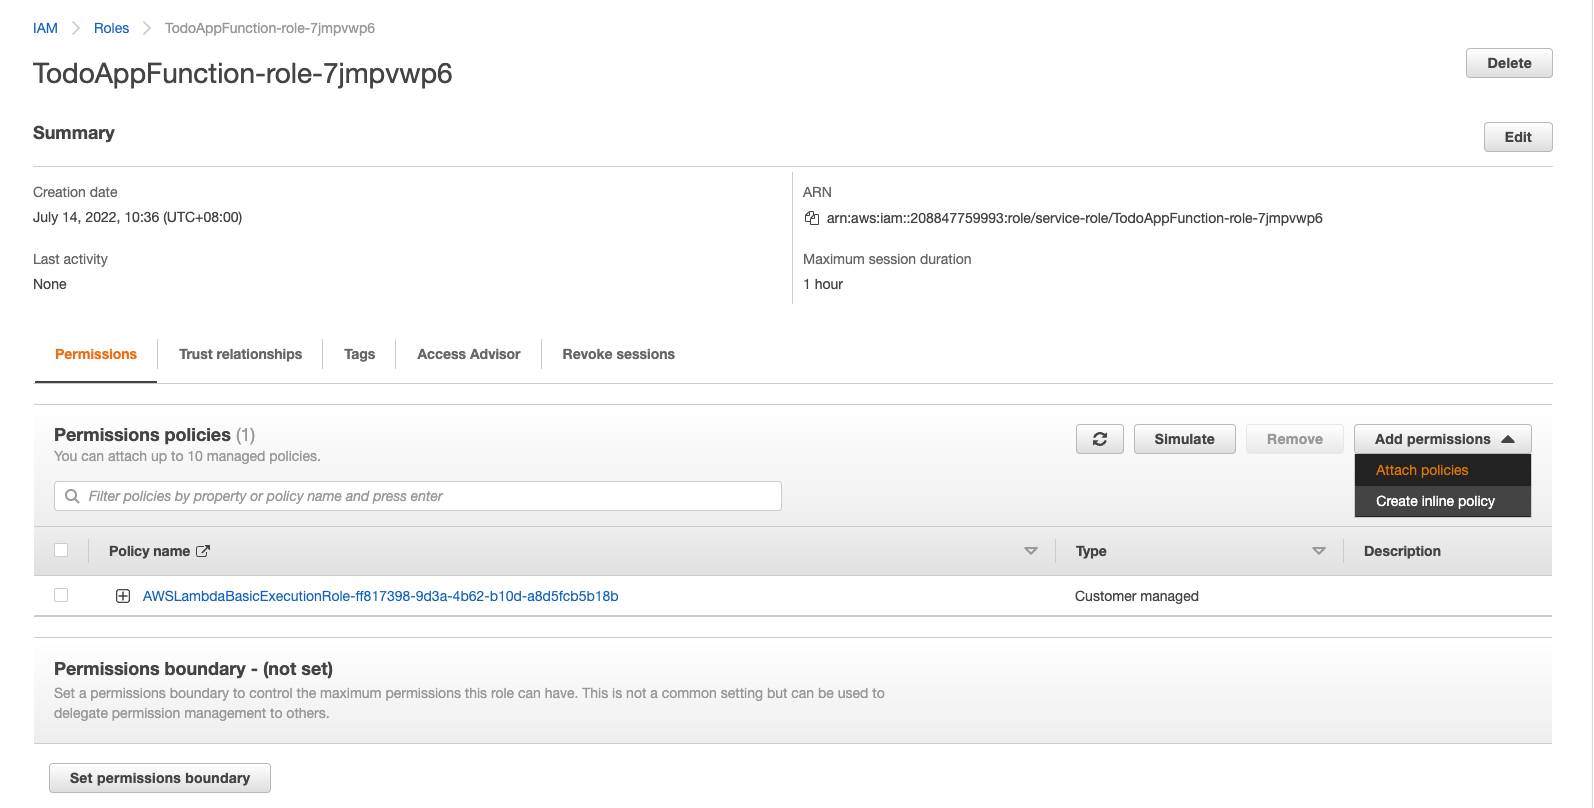 IAM Roles TodoAppFunction-role-7jmpvwp6
TodoAppFunction-role-7jmpvwp6
Delete
Summary
Edit
Creation date
July 14, 2022, 10:36 (UTC+08:00)
ARN
arn:aws:iam::208847759993:role/service-role/TodoAppFunction-role-7jmpvwp6
Last activity
None
Maximum session duration
1 hour
Permissions Trust relationships Tags Access Advisor Revoke sessions
Permissions policies (1)
You can attach up to 10 managed policies.
Simulate Remove Add permissions
Attach policies
Create inline policy
Filter policies by property or policy name and press enter
Policy name Type Description
AWSLambdaBasicExecutionRole-ff817398-9d3a-4b62-b10d-a8d5fcb5b18b Customer managed
Permissions boundary - (not set)
Set a permissions boundary to control the maximum permissions this role can have. This is not a common setting but can be used to
delegate permission management to others.
Set permissions boundary